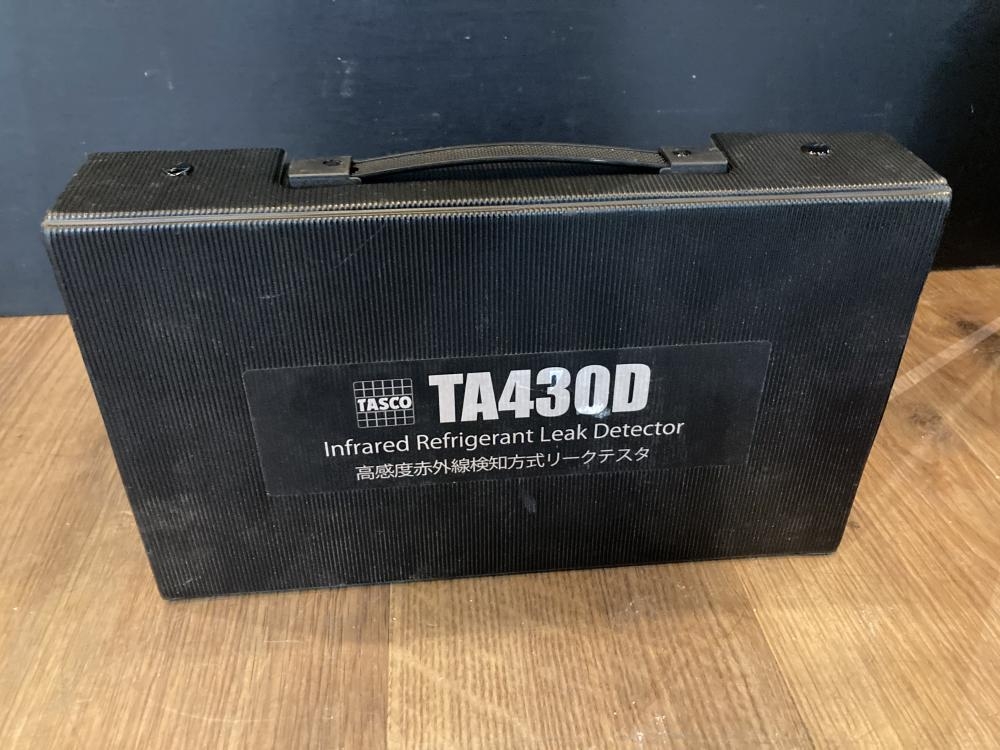 TASCO
TA430D
Infrared Refrigerant Leak Detector
高感度赤外線検知方式リークテスタ